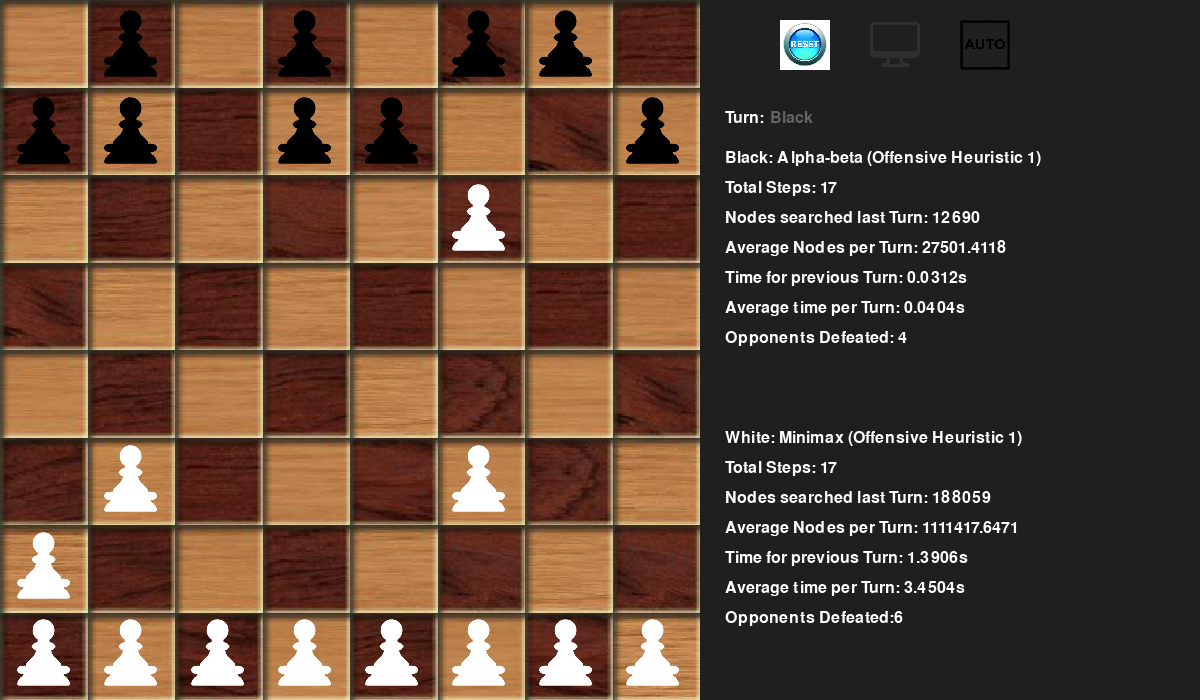 RESET
AUTO
Turn: Black
Black: Alpha-beta (Offensive Heuristic 1)
Total Steps: 17
Nodes searched last Turn: 12690
Average Nodes per Turn: 27501.4118
Time for previous Turn: 0.0312s
Average time per Turn: 0.0404s
Opponents Defeated: 4
White: Minimax (Offensive Heuristic 1)
Total Steps: 17
Nodes searched last Turn: 188059
Average Nodes per Turn: 1111417.6471
Time for previous Turn: 1.3906s
Average time per Turn: 3.4504s
Opponents Defeated:6